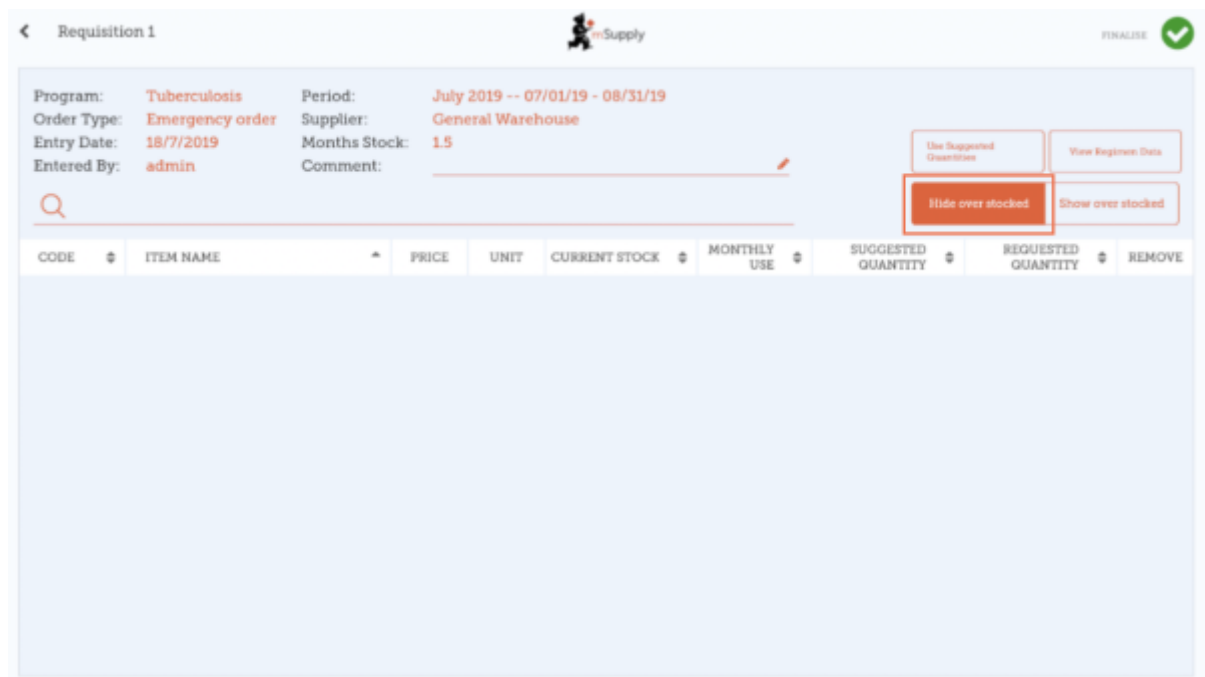 Requisition 1
mSupply
FINALISE
Program: Tuberculosis Period: July 2019 -- 07/01/19 - 08/31/19
Order Type: Emergency order Supplier: General Warehouse
Entry Date: 18/7/2019 Months Stock: 1.5
Entered By: admin Comment:
Use Suggested
Quantities
View Regimen Data
Hide over stocked Show over stocked
CODE ITEM NAME PRICE UNIT CURRENT STOCK MONTHLY USE SUGGESTED QUANTITY REQUESTED QUANTITY REMOVE